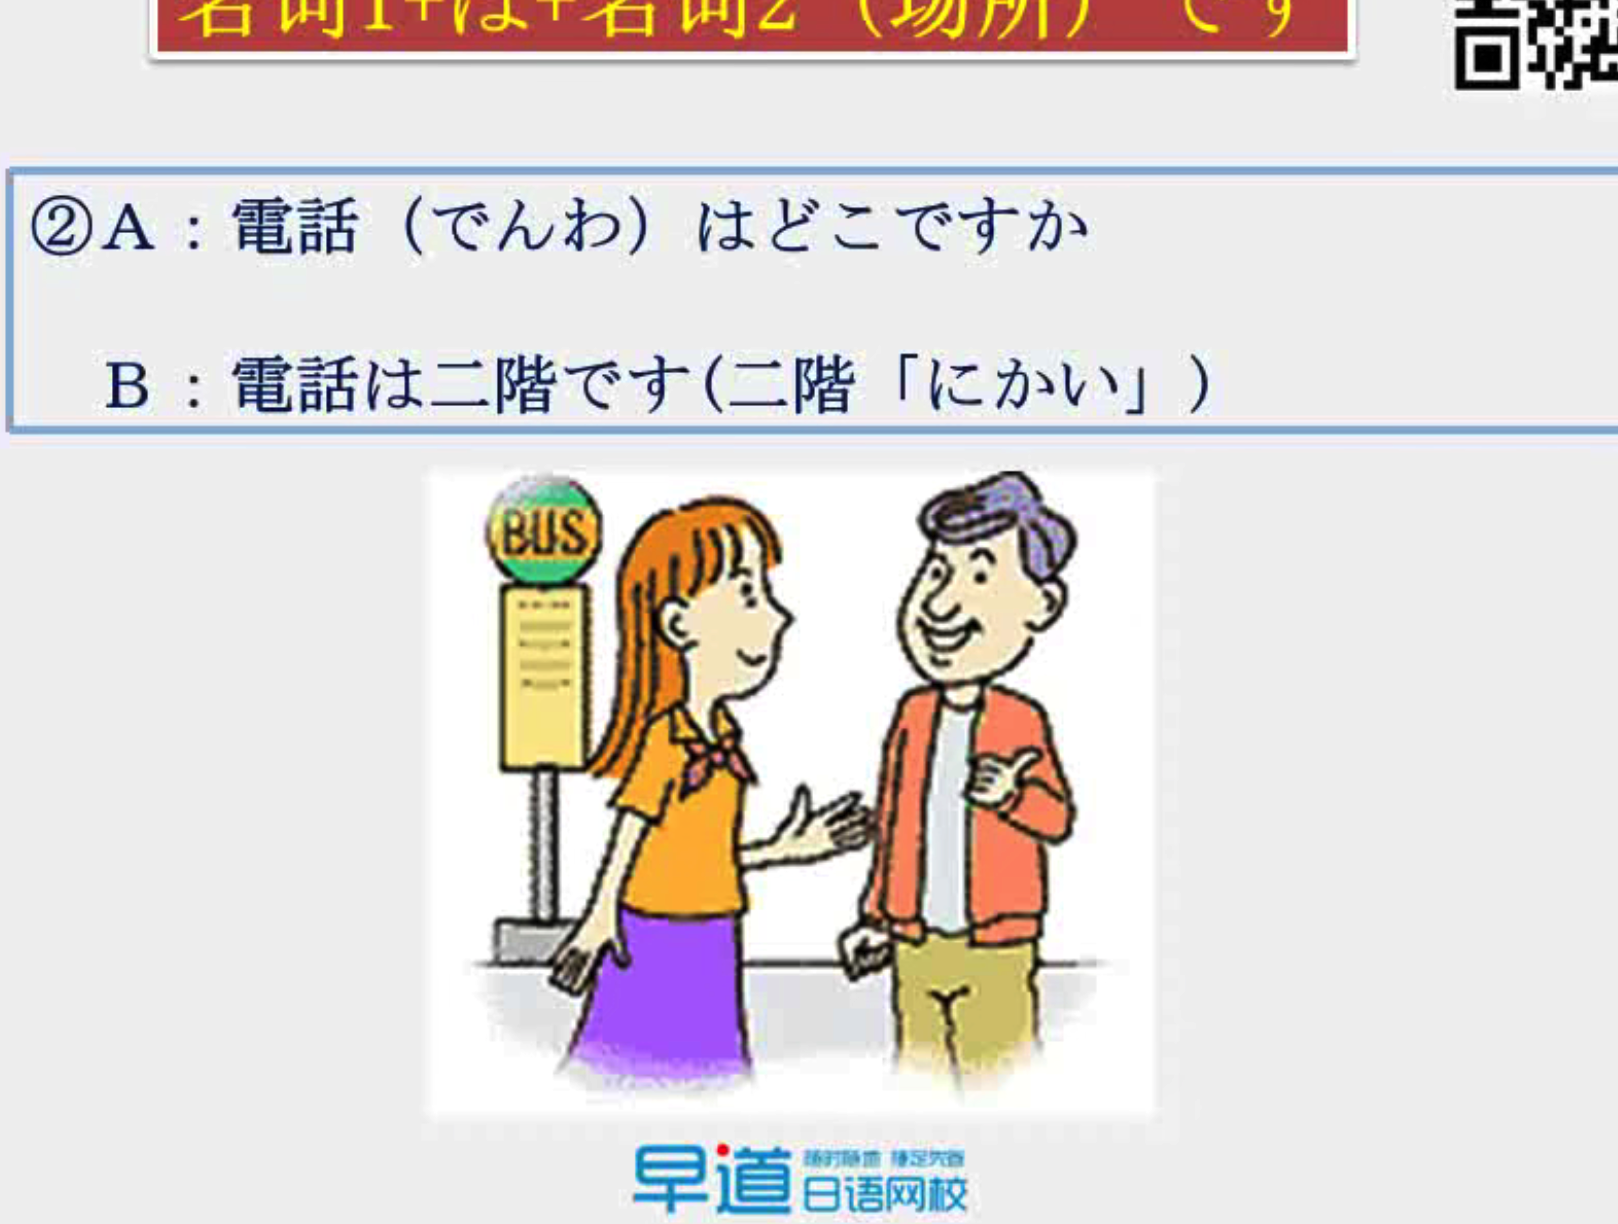 名词1+は+名词2（場所）です
②A：電話（でんわ）はどこですか
B：電話は二階です(二階「にかい」)
BUS
早道
日语网校